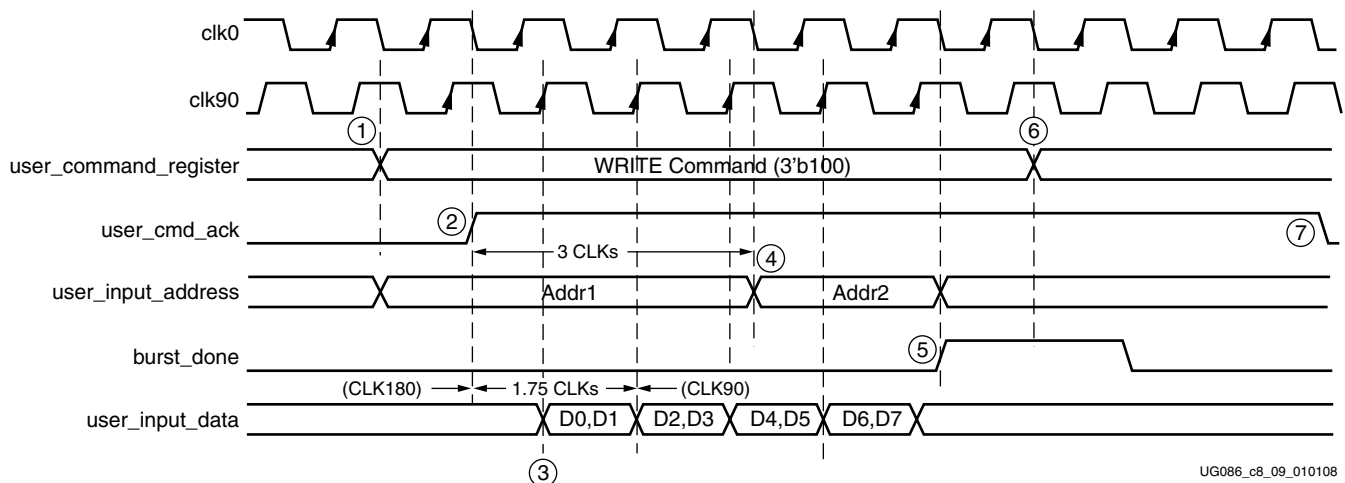 clk0
clk90
①
⑥
user_command_register
WRITE Command (3'b100)
②
user_cmd_ack
⑦
3 CLKs
④
user_input_address
Addr1
Addr2
burst_done
⑤
(CLK180)
1.75 CLKs
(CLK90)
user_input_data
D0,D1
D2,D3
D4,D5
D6,D7
③
UG086_c8_09_010108